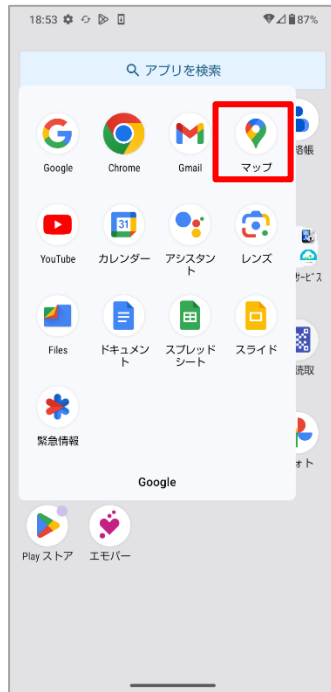 18:53
87%
アプリを検索
Google
Chrome
Gmail
マップ
絡帳
YouTube
カレンダー
アシスタン
ト
レンズ
サービス
31
Files
ドキュメン
ト
スプレッド
シート
スライド
読取
緊急情報
ォト
Google
Play ストア
エモパー